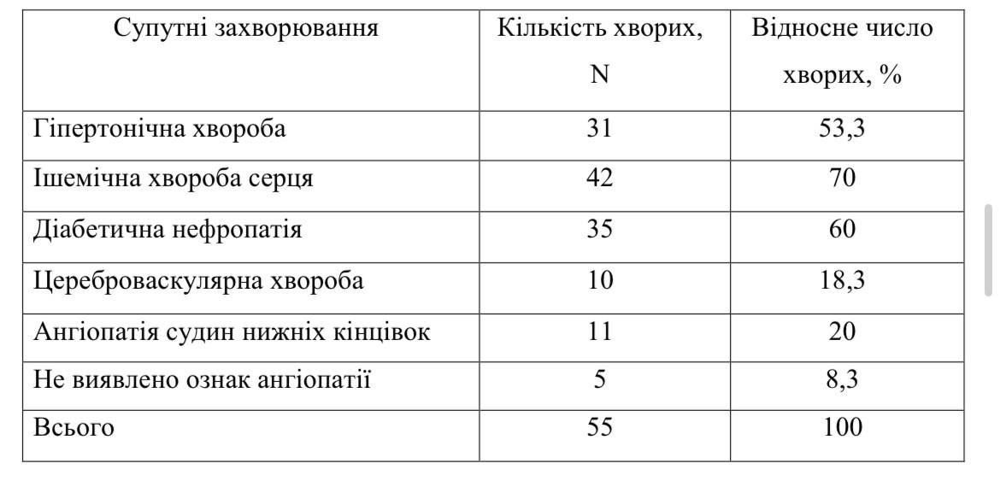 Супутні захворювання Кількість хворих, Відносне число
N хворих, %
Гіпертонічна хвороба 31 53,3
Ішемічна хвороба серця 42 70
Діабетична нефропатія 35 60
Цереброваскулярна хвороба 10 18,3
Ангіопатія судин нижніх кінцівок 11 20
Не виявлено ознак ангіопатії 5 8,3
Всього 55 100